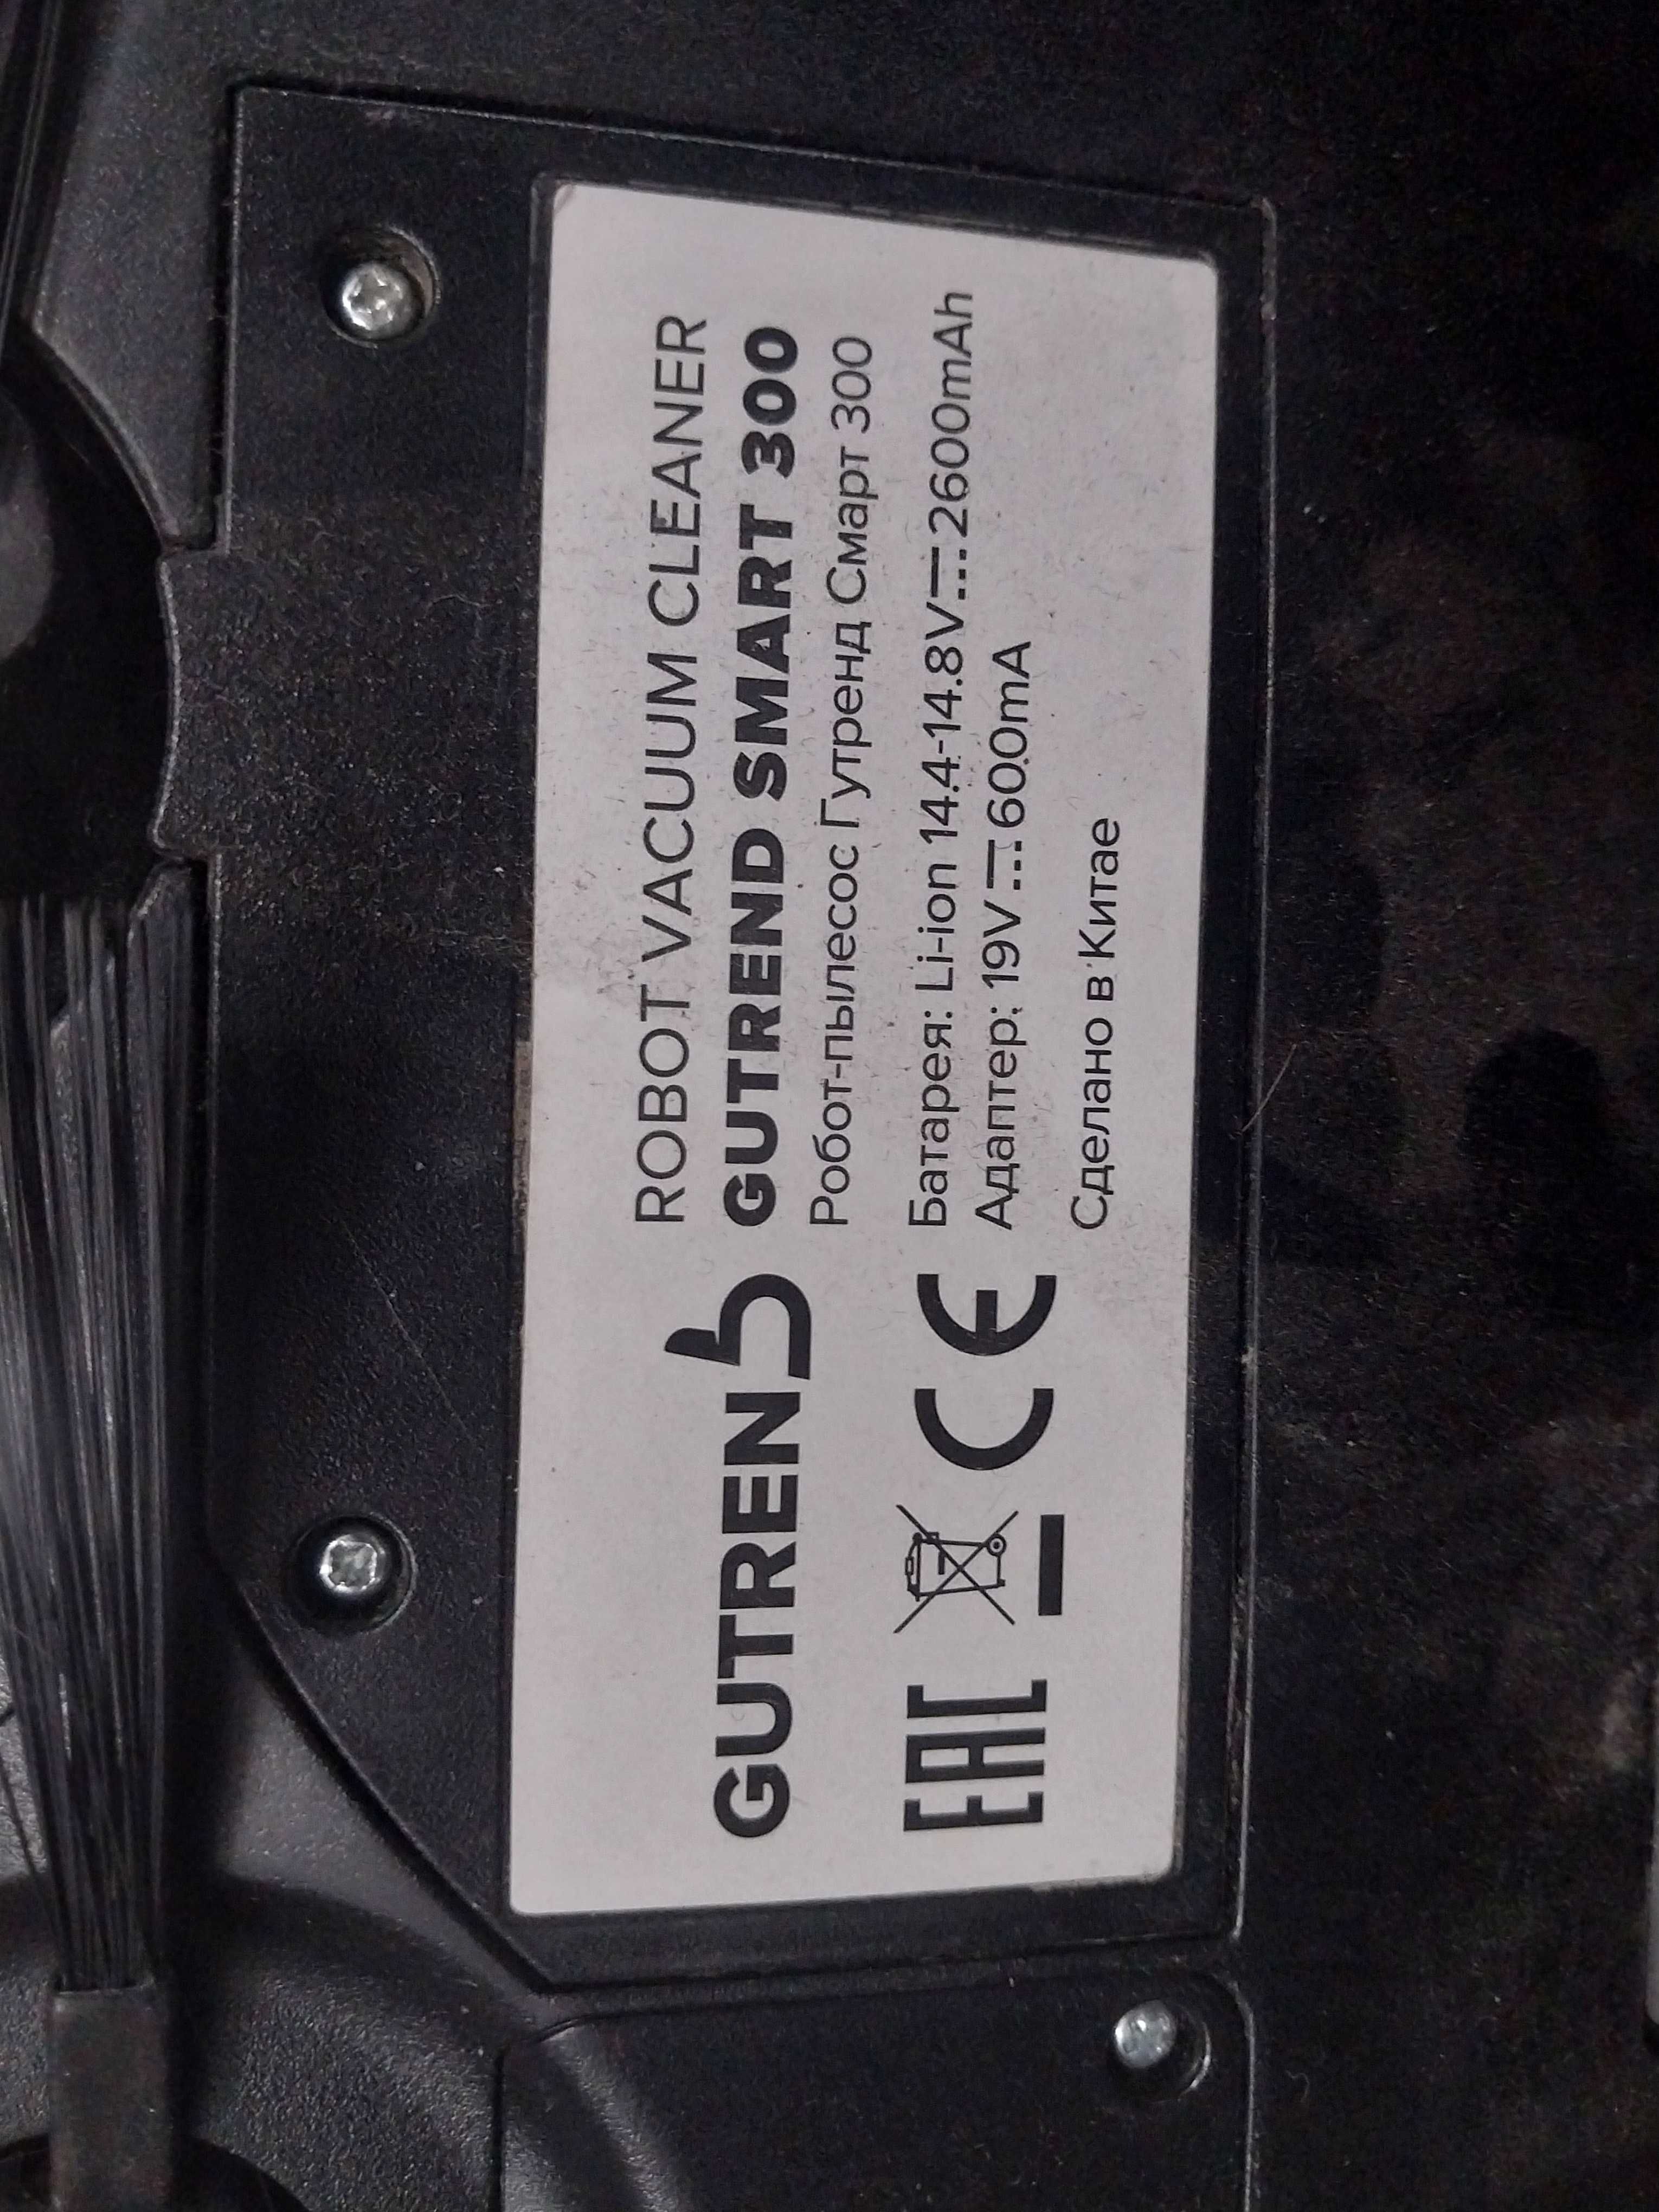 GUTREND
ROBOT VACUUM CLEANER
GUTREND SMART 300
Робот-пылесос Гутренд Смарт 300
Батарея: Li-ion 14.4-14.8V⎓2600mAh
Адаптер: 19V⎓600mA
Сделано в Китае
EAC CE